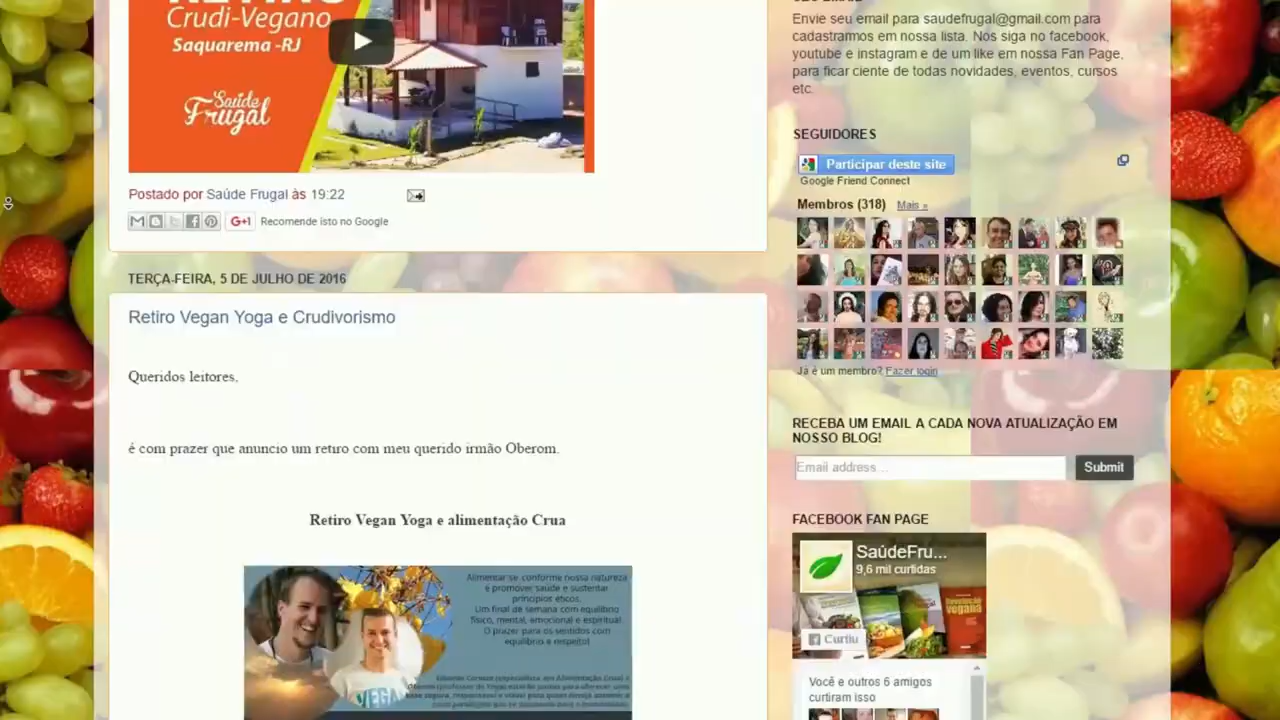 Crudi-Vegano
Saquarema -RJ
Saúde
Frugal
Postado por Saúde Frugal às 19:22
G+1 Recomende isto no Google
TERÇA-FEIRA, 5 DE JULHO DE 2016
Retiro Vegan Yoga e Crudivorismo
Queridos leitores,
é com prazer que anuncio um retiro com meu querido irmão Oberom.
Retiro Vegan Yoga e alimentação Crua
Alimentar-se conforme nossa natureza
e promover saúde e sustentar
princípios éticos.
Um final de semana com equilíbrio
físico, mental, emocional e espiritual
O prazer para os sentidos com
equilíbrio e respeito!
VEGAN
Envie seu email para saudefrugal@gmail.com para
cadastrarmos em nossa lista. Nos siga no facebook,
youtube e instagram e de um like em nossa Fan Page,
para ficar ciente de todas novidades, eventos, cursos
etc.
SEGUIDORES
Participar deste site
Google Friend Connect
Membros (318) Mais »
Já é um membro? Fazer login
RECEBA UM EMAIL A CADA NOVA ATUALIZAÇÃO EM
NOSSO BLOG!
Email address...
Submit
FACEBOOK FAN PAGE
SaúdeFru...
9,6 mil curtidas
Curtiu
Você e outros 6 amigos
curtiram isso